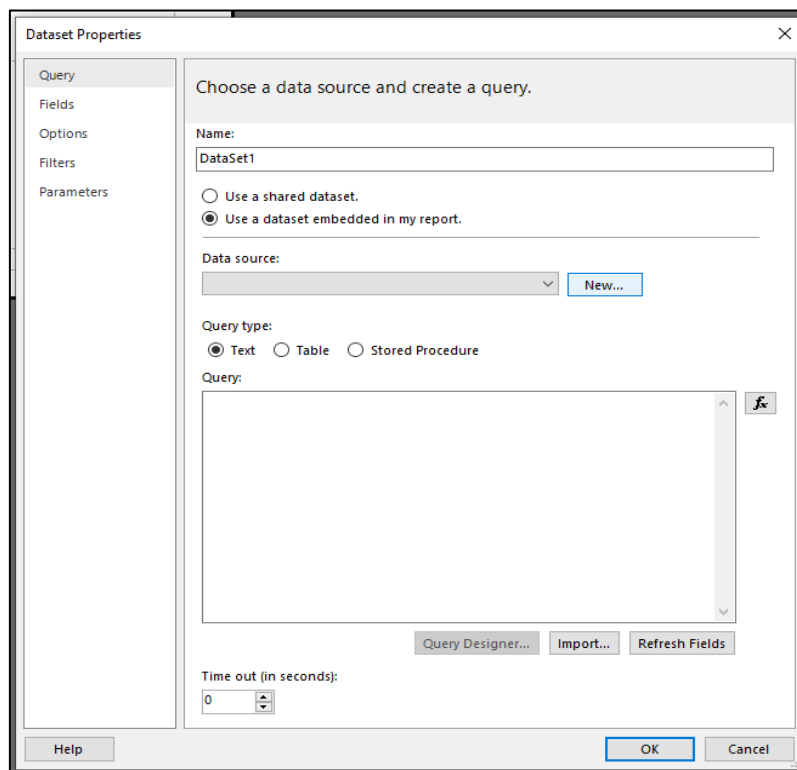 Dataset Properties
Query
Fields
Options
Filters
Parameters
Choose a data source and create a query.
Name:
DataSet1
Use a shared dataset.
Use a dataset embedded in my report.
Data source:
New...
Query type:
Text Table Stored Procedure
Query:
fx
Query Designer... Import... Refresh Fields
Time out (in seconds):
0
Help OK Cancel